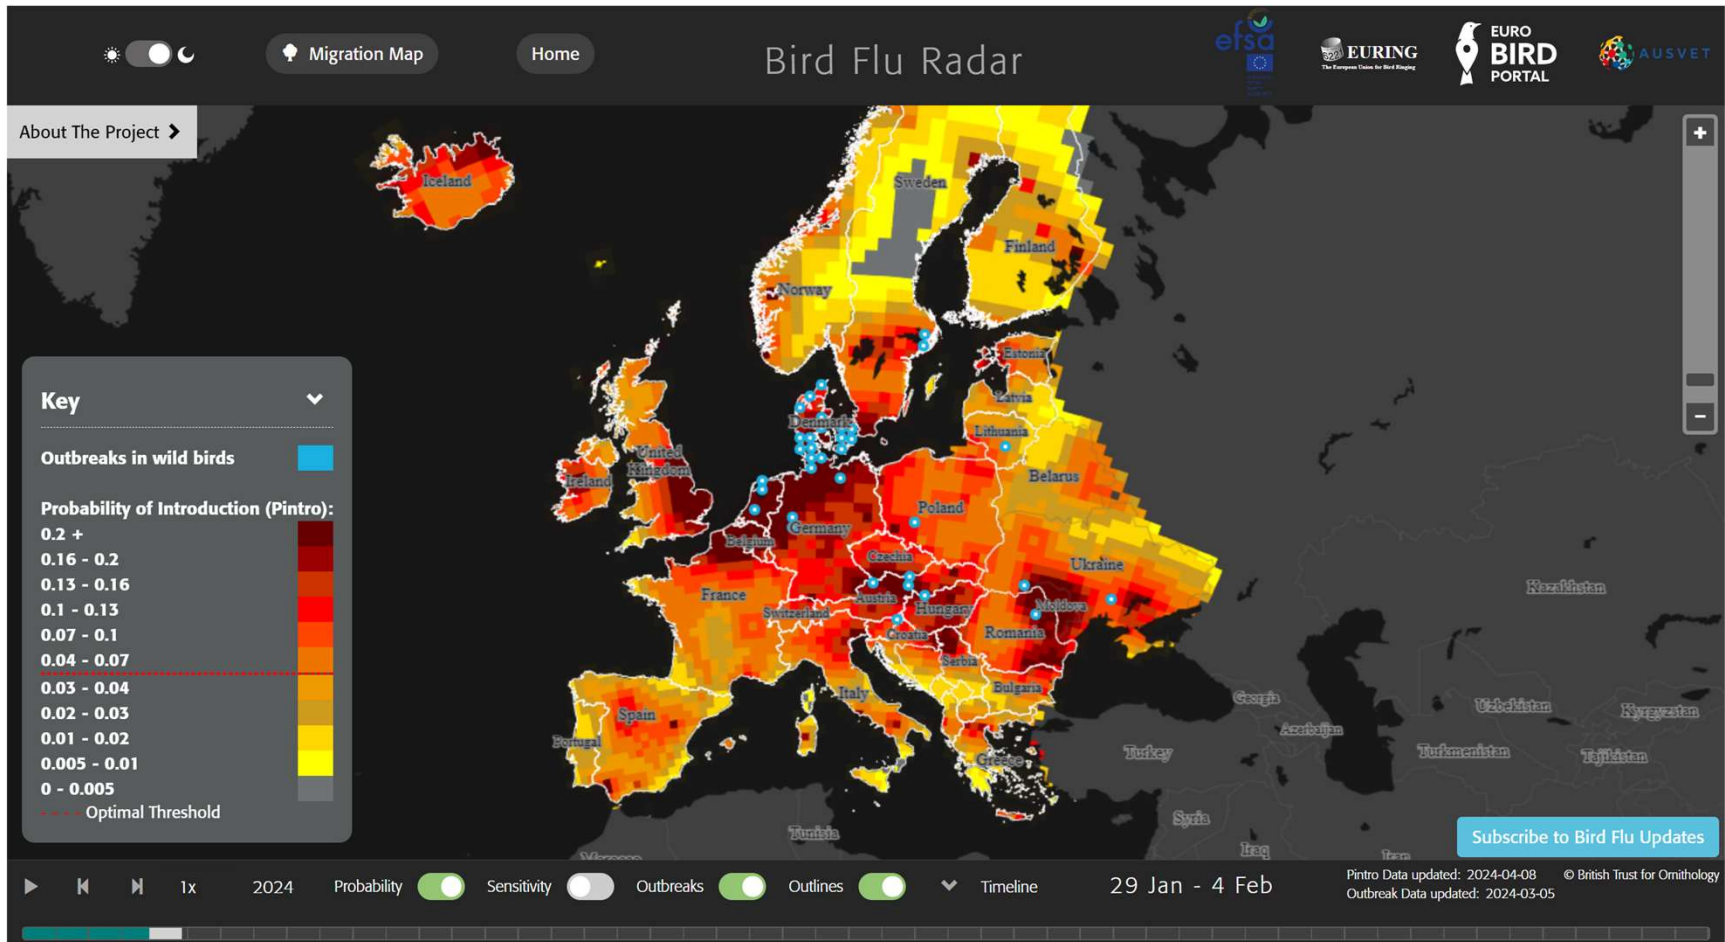 Migration Map
Home
Bird Flu Radar
efsa
EURING
The European Union for Bird Ringing
EURO
BIRD
PORTAL
AUSVET
About The Project
Iceland
Sweden
Finland
Norway
Estonia
Latvia
Lithuania
Denmark
United
Kingdom
Ireland
Belarus
Poland
Germany
Belgium
Czechia
Ukraine
France
Austria
Hungary
Moldova
Switzerland
Croatia
Romania
Serbia
Bulgaria
Italy
Spain
Portugal
Greece
Kazakhstan
Georgia
Azerbaijan
Uzbekistan
Kyrgyzstan
Turkey
Turkmenistan
Tajikistan
Syria
Tunisia
Iraq
Iran
Morocco
Key
Outbreaks in wild birds
Probability of Introduction (Pintro):
0.2 +
0.16 - 0.2
0.13 - 0.16
0.1 - 0.13
0.07 - 0.1
0.04 - 0.07
0.03 - 0.04
0.02 - 0.03
0.01 - 0.02
0.005 - 0.01
0 - 0.005
Optimal Threshold
+
−
Subscribe to Bird Flu Updates
1x
2024
Probability
Sensitivity
Outbreaks
Outlines
Timeline
29 Jan - 4 Feb
Pintro Data updated: 2024-04-08 © British Trust for Ornithology
Outbreak Data updated: 2024-03-05